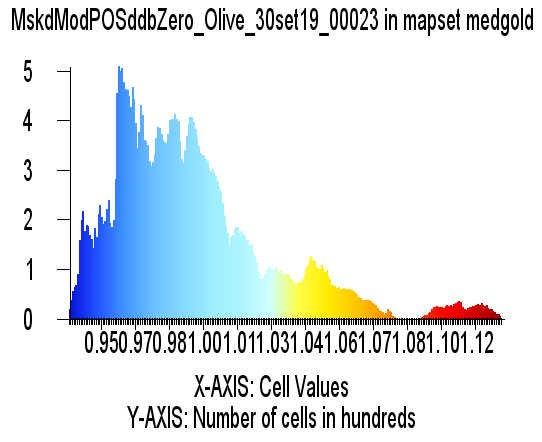 MskdModPOSddbZero_Olive_30set19_00023 in mapset medgold
5
4
3
2
1
0
0.950.970.981.001.011.031.041.061.071.081.101.12
X-AXIS: Cell Values
Y-AXIS: Number of cells in hundreds